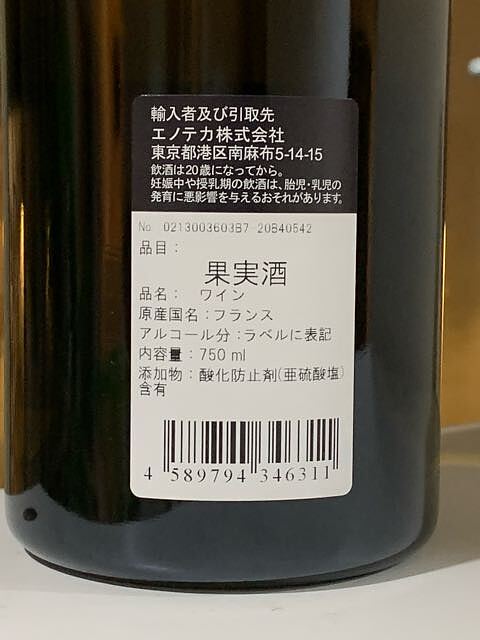 輸入者及び引取先
エノテカ株式会社
東京都港区南麻布5-14-15
飲酒は20歳になってから。
妊娠中や授乳期の飲酒は、胎児・乳児の
発育に悪影響を与えるおそれがあります。
No 0213003603B7-20B40542
品目：
果実酒
品名： ワイン
原産国名：フランス
アルコール分：ラベルに表記
内容量：750 ml
添加物：酸化防止剤(亜硫酸塩)
含有
4 589794 346311